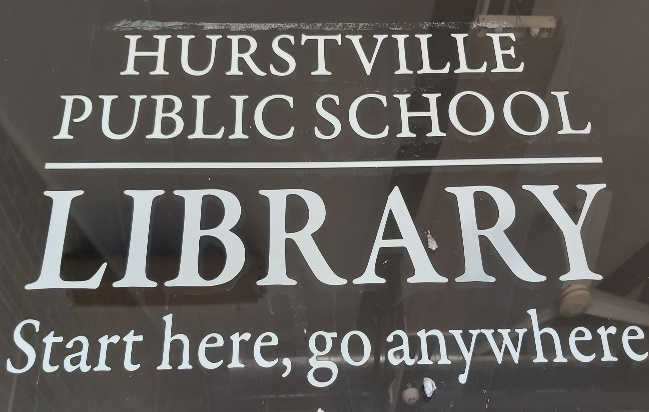 HURSTVILLE
PUBLIC SCHOOL
LIBRARY
Start here, go anywhere